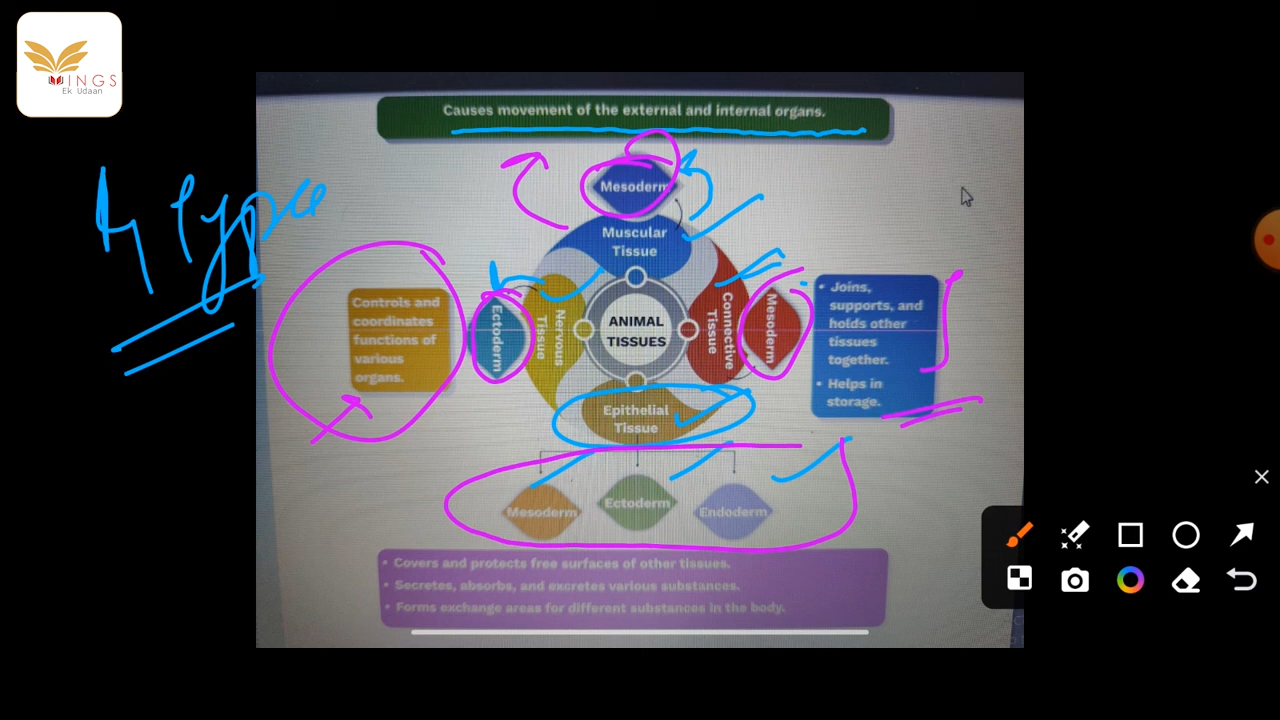 WINGS
Ek Udaan
Causes movement of the external and internal organs.
4 Type
Mesoderm
Muscular
Tissue
Controls and
coordinates
functions of
various
organs.
Ectoderm
Nervous
Tissue
ANIMAL
TISSUES
Connective
Tissue
Mesoderm
• Joins,
supports, and
holds other
tissues
together.
• Helps in
storage.
Epithelial
Tissue
Mesoderm
Ectoderm
Endoderm
• Covers and protects free surfaces of other tissues.
• Secretes, absorbs, and excretes various substances.
• Forms exchange areas for different substances in the body.